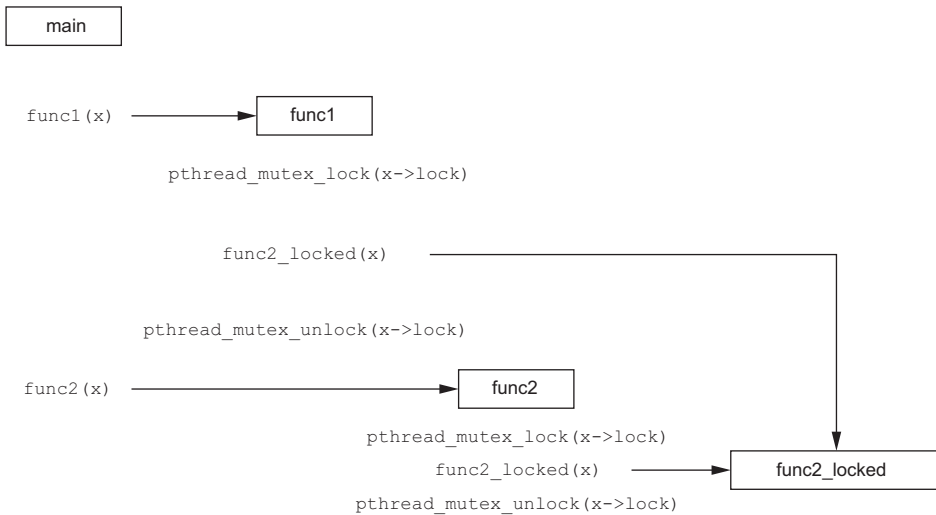 main
func1(x)
func1
pthread_mutex_lock(x->lock)
func2_locked(x)
pthread_mutex_unlock(x->lock)
func2(x)
func2
pthread_mutex_lock(x->lock)
func2_locked(x)
func2_locked
pthread_mutex_unlock(x->lock)